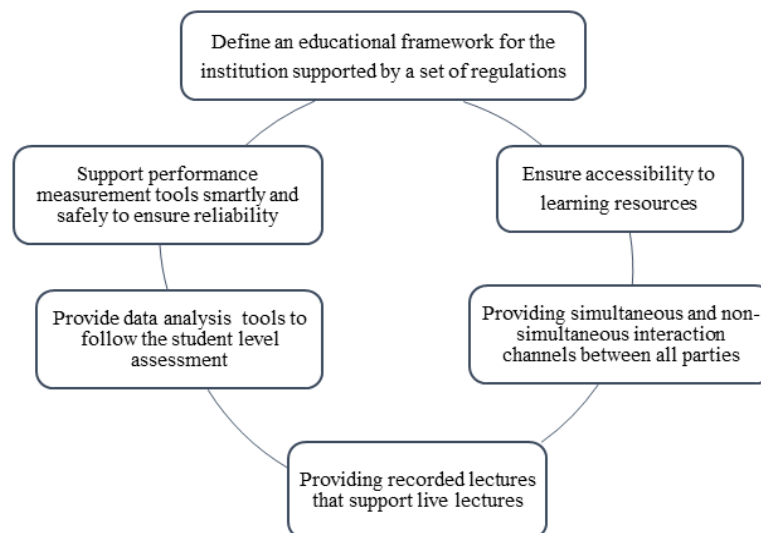 Define an educational framework for the
institution supported by a set of regulations
Support performance
measurement tools smartly and
safely to ensure reliability
Ensure accessibility to
learning resources
Provide data analysis tools to
follow the student level
assessment
Providing simultaneous and non-
simultaneous interaction
channels between all parties
Providing recorded lectures
that support live lectures